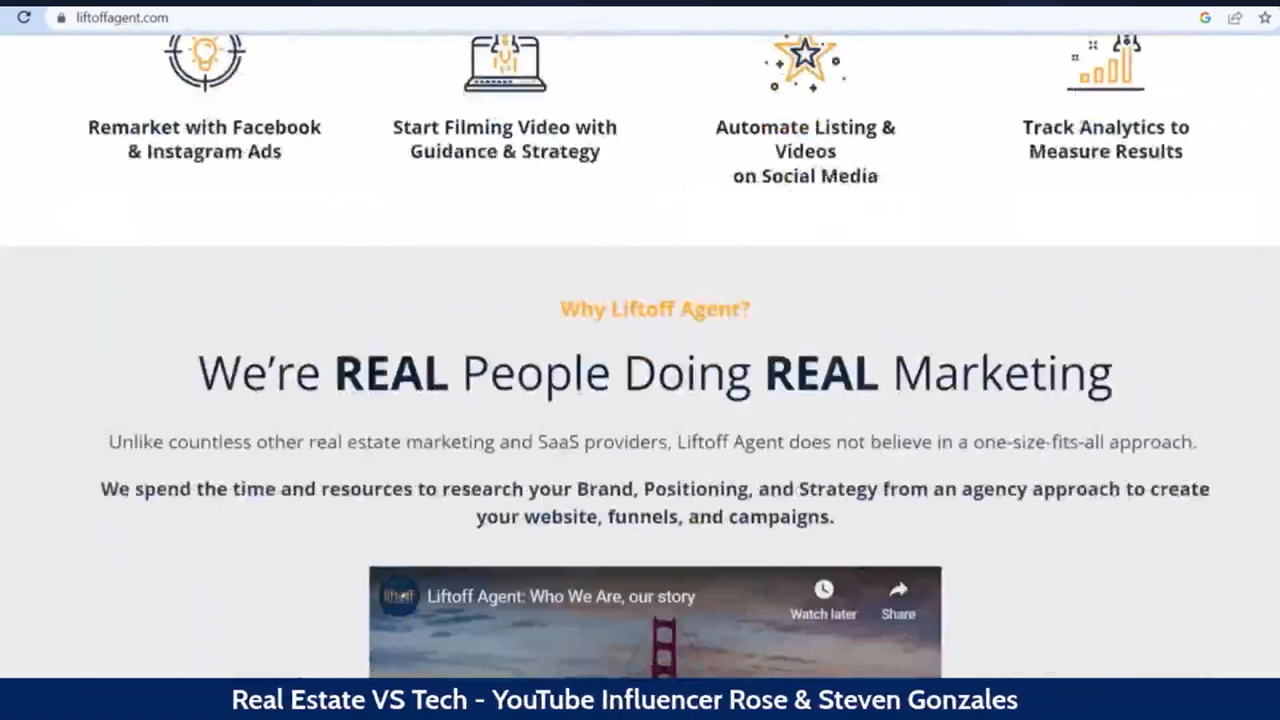 liftoffagent.com
Remarket with Facebook
& Instagram Ads
Start Filming Video with
Guidance & Strategy
Automate Listing &
Videos
on Social Media
Track Analytics to
Measure Results
Why Liftoff Agent?
We're REAL People Doing REAL Marketing
Unlike countless other real estate marketing and SaaS providers, Liftoff Agent does not believe in a one-size-fits-all approach.
We spend the time and resources to research your Brand, Positioning, and Strategy from an agency approach to create
your website, funnels, and campaigns.
liftoff
Liftoff Agent: Who We Are, our story
Watch later
Share
Real Estate VS Tech - YouTube Influencer Rose & Steven Gonzales